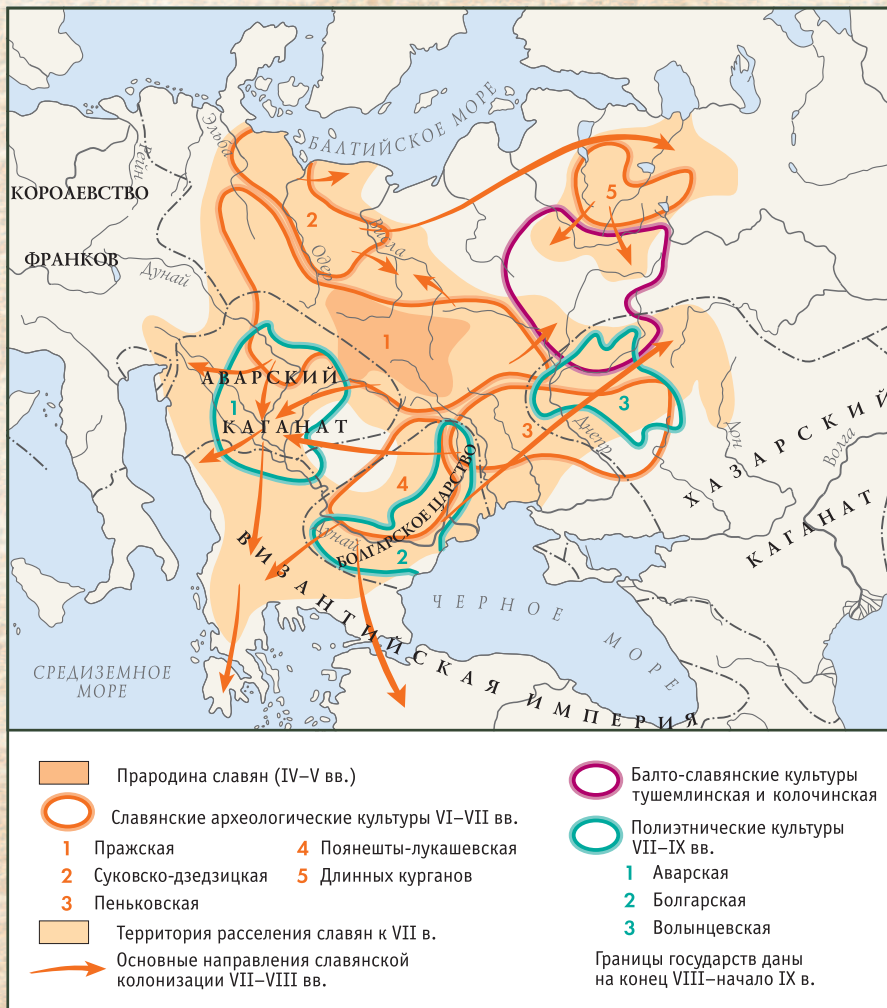 БАЛТИЙСКОЕ МОРЕ
Эльба
Рейн
КОРОЛЕВСТВО
5
2
Висла
ФРАНКОВ
Одер
Дунай
1
АВАРСКИЙ
1
3
КАГАНАТ
3
Днепр
Дон
Волга
ХАЗАРСКИЙ
КАГАНАТ
4
Дунай
БОЛГАРСКОЕ ЦАРСТВО
2
ВИЗАНТИЙСКАЯ ИМПЕРИЯ
ЧЕРНОЕ МОРЕ
СРЕДИЗЕМНОЕ
МОРЕ
Прародина славян (IV–V вв.)
Славянские археологические культуры VI–VII вв.
1 Пражская
2 Суковско-дзедзицкая
3 Пеньковская
4 Поянешты-лукашевская
5 Длинных курганов
Территория расселения славян к VII в.
Основные направления славянской
колонизации VII–VIII вв.
Балто-славянские культуры
тушемлинская и колочинская
Полиэтнические культуры
VII–IX вв.
1 Аварская
2 Болгарская
3 Волынцевская
Границы государств даны
на конец VIII–начало IX в.